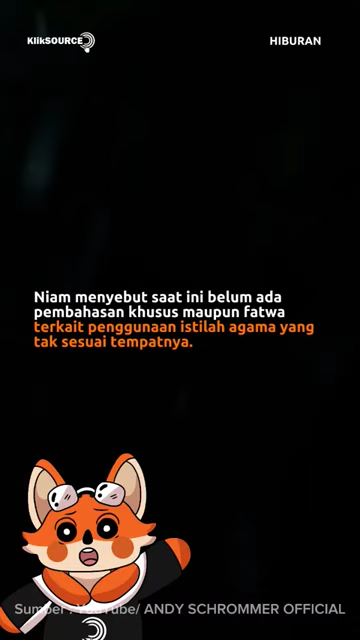 KlikSOURCE
HIBURAN
Niam menyebut saat ini belum ada
pembahasan khusus maupun fatwa
terkait penggunaan istilah agama yang
tak sesuai tempatnya.
Sumber : YouTube/ ANDY SCHROMMER OFFICIAL